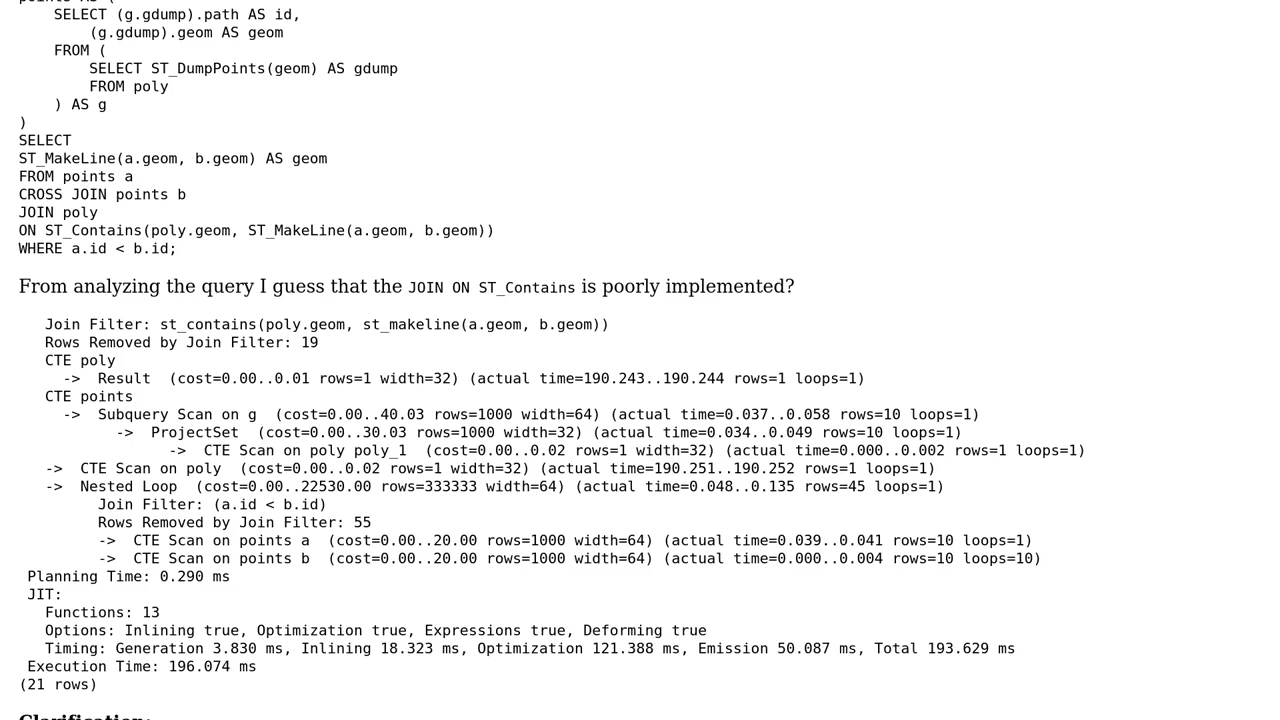 points AS (
    SELECT (g.gdump).path AS id,
        (g.gdump).geom AS geom
    FROM (
        SELECT ST_DumpPoints(geom) AS gdump
        FROM poly
    ) AS g
)
SELECT
ST_MakeLine(a.geom, b.geom) AS geom
FROM points a
CROSS JOIN points b
JOIN poly
ON ST_Contains(poly.geom, ST_MakeLine(a.geom, b.geom))
WHERE a.id < b.id;
From analyzing the query I guess that the JOIN ON ST_Contains is poorly implemented?
   Join Filter: st_contains(poly.geom, st_makeline(a.geom, b.geom))
   Rows Removed by Join Filter: 19
   CTE poly
     ->  Result  (cost=0.00..0.01 rows=1 width=32) (actual time=190.243..190.244 rows=1 loops=1)
   CTE points
     ->  Subquery Scan on g  (cost=0.00..40.03 rows=1000 width=64) (actual time=0.037..0.058 rows=10 loops=1)
           ->  ProjectSet  (cost=0.00..30.03 rows=1000 width=32) (actual time=0.034..0.049 rows=10 loops=1)
                 ->  CTE Scan on poly poly_1  (cost=0.00..0.02 rows=1 width=32) (actual time=0.000..0.002 rows=1 loops=1)
   ->  CTE Scan on poly  (cost=0.00..0.02 rows=1 width=32) (actual time=190.251..190.252 rows=1 loops=1)
   ->  Nested Loop  (cost=0.00..22530.00 rows=333333 width=64) (actual time=0.048..0.135 rows=45 loops=1)
         Join Filter: (a.id < b.id)
         Rows Removed by Join Filter: 55
         ->  CTE Scan on points a  (cost=0.00..20.00 rows=1000 width=64) (actual time=0.039..0.041 rows=10 loops=1)
         ->  CTE Scan on points b  (cost=0.00..20.00 rows=1000 width=64) (actual time=0.000..0.004 rows=10 loops=10)
 Planning Time: 0.290 ms
 JIT:
   Functions: 13
   Options: Inlining true, Optimization true, Expressions true, Deforming true
   Timing: Generation 3.830 ms, Inlining 18.323 ms, Optimization 121.388 ms, Emission 50.087 ms, Total 193.629 ms
 Execution Time: 196.074 ms
(21 rows)
Clarification: